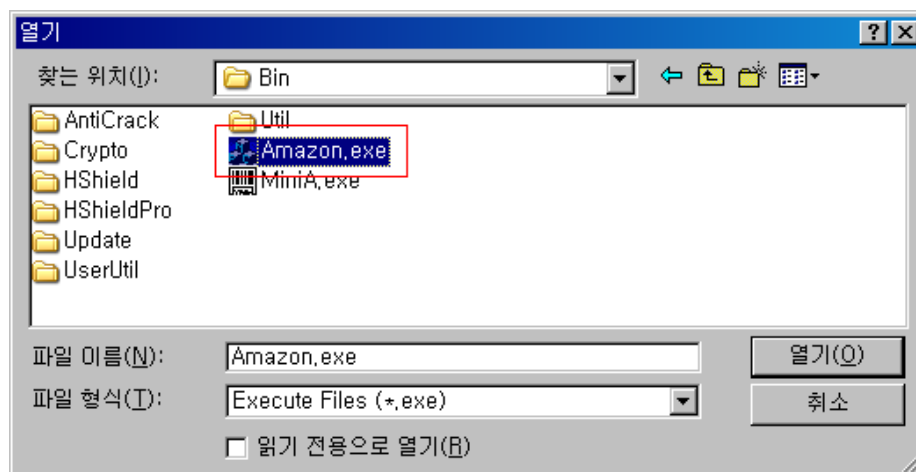 열기
찾는 위치(I): Bin
AntiCrack Util
Crypto Amazon,exe
HShield MiniA,exe
HShieldPro
Update
UserUtil
파일 이름(N): Amazon,exe 열기(O)
파일 형식(T): Execute Files (*,exe) 취소
읽기 전용으로 열기(R)